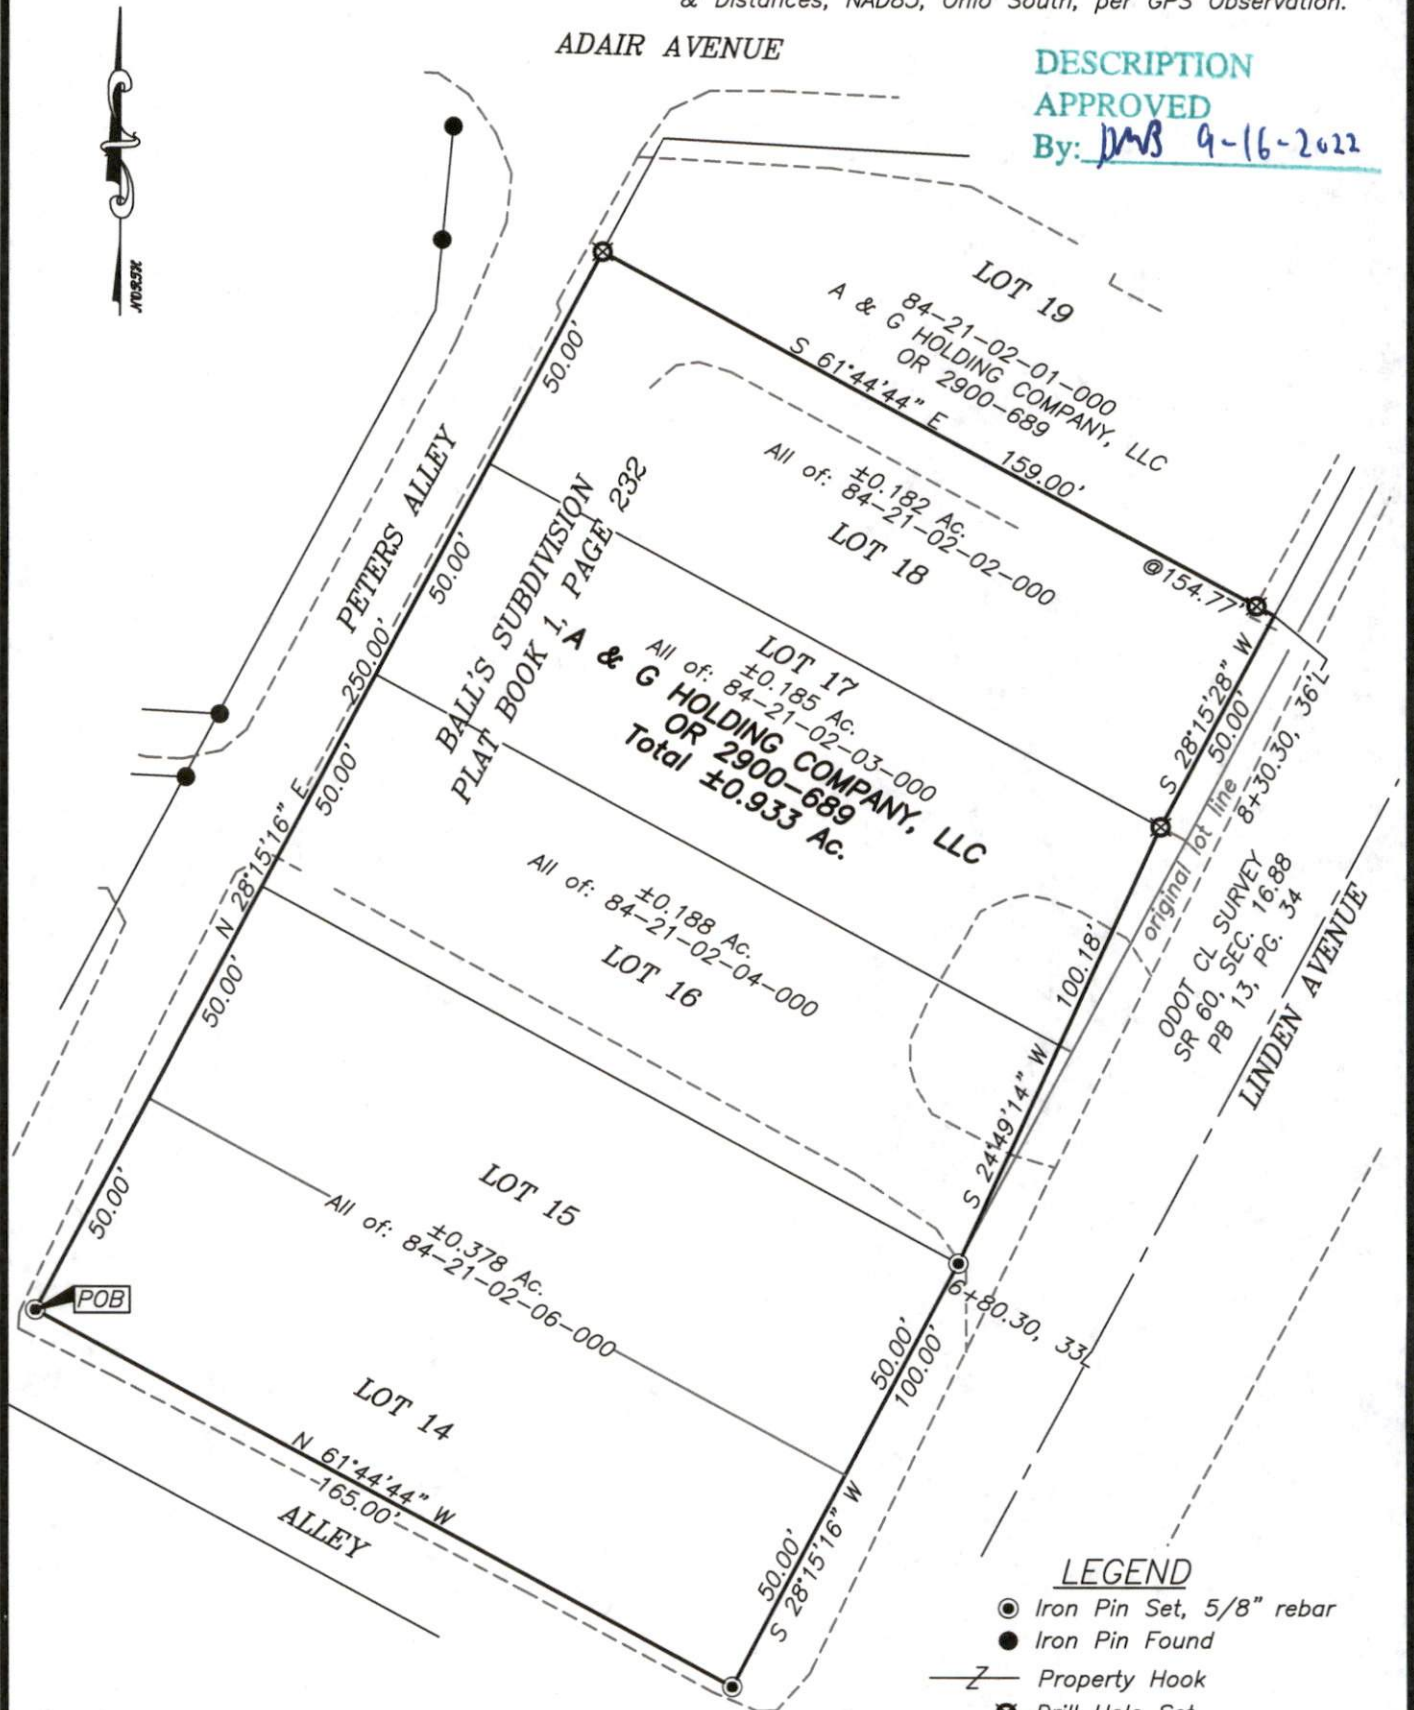 & Distances, NAD83, Ohio South, per GPS Observation.
ADAIR AVENUE
DESCRIPTION
APPROVED
By: DMB 9-16-2022
NORTH
LOT 19
84-21-02-01-000
A & G HOLDING COMPANY, LLC
OR 2900-689
S 61°44'44" E
159.00'
@154.77'
50.00'
±0.182 Ac.
All of: 84-21-02-02-000
LOT 18
PETERS ALLEY
50.00'
BALL'S SUBDIVISION
PLAT BOOK 1, PAGE 232
LOT 17
±0.185 Ac.
All of: 84-21-02-03-000
A & G HOLDING COMPANY, LLC
OR 2900-689
Total ±0.933 Ac.
S 28°15'28" W
50.00'
8+30.30, 36'L
original lot line
250.00'
50.00'
N 28°15'16" E
±0.188 Ac.
All of: 84-21-02-04-000
LOT 16
100.18'
S 24°49'14" W
ODOT CL SURVEY
SR 60, SEC. 16.88
PB 13, PG. 34
LINDEN AVENUE
50.00'
LOT 15
±0.378 Ac.
All of: 84-21-02-06-000
50.00'
POB
6+80.30, 33'L
50.00'
100.00'
LOT 14
N 61°44'44" W
165.00'
ALLEY
50.00'
S 28°15'16" W
LEGEND
Iron Pin Set, 5/8" rebar
Iron Pin Found
Z Property Hook
Drill Hole Set